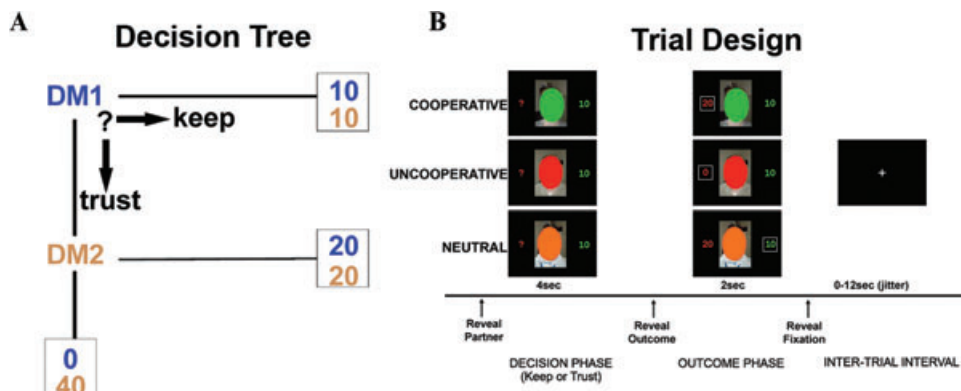 A
Decision Tree
DM1
10
10
?
keep
trust
DM2
20
20
0
40
B
Trial Design
COOPERATIVE
? 10
20 10
UNCOOPERATIVE
? 10
0 10
NEUTRAL
? 10
20 10
4sec
2sec
0-12sec (jitter)
Reveal
Partner
Reveal
Outcome
Reveal
Fixation
DECISION PHASE
(Keep or Trust)
OUTCOME PHASE
INTER-TRIAL INTERVAL